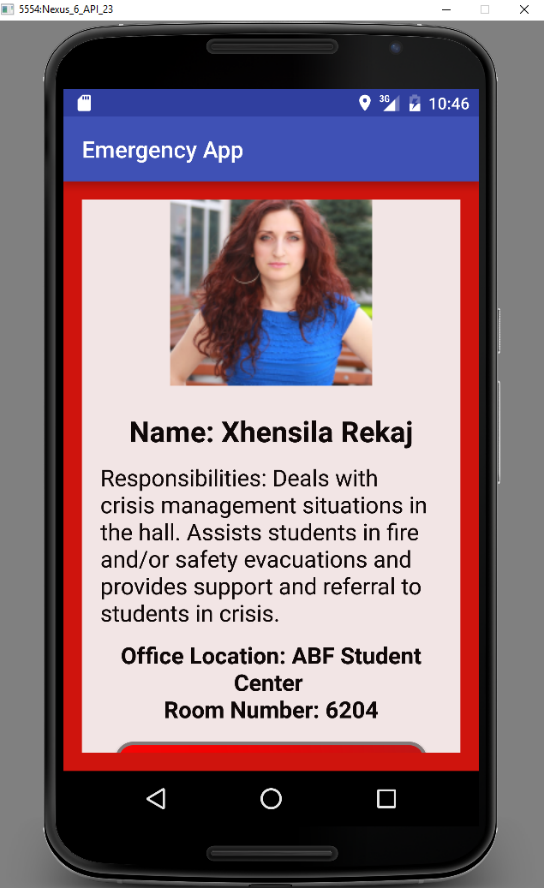 5554:Nexus_6_API_23
3G 10:46
Emergency App
Name: Xhensila Rekaj
Responsibilities: Deals with
crisis management situations in
the hall. Assists students in fire
and/or safety evacuations and
provides support and referral to
students in crisis.
Office Location: ABF Student
Center
Room Number: 6204